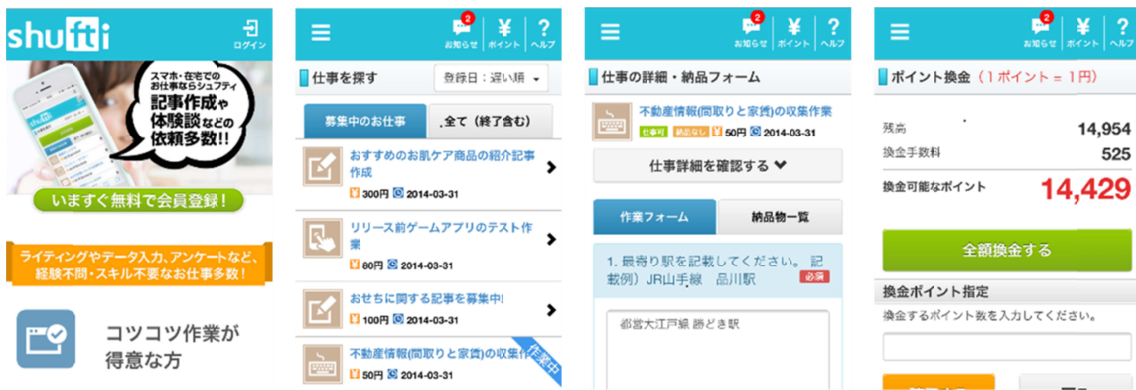 shufti
ログイン
スマホ・在宅での
お仕事ならシュフティ
記事作成や
体験談などの
依頼多数!!
いますぐ無料で会員登録!
ライティングやデータ入力、アンケートなど、
経験不問・スキル不要なお仕事多数!
コツコツ作業が
得意な方
2
お知らせ
¥
ポイント
?
ヘルプ
仕事を探す
登録日:遅い順
募集中のお仕事
全て(終了含む)
おすすめのお肌ケア商品の紹介記事
作成
300円 2014-03-31
リリース前ゲームアプリのテスト作
業
60円 2014-03-31
おせちに関する記事を募集中!
100円 2014-03-31
不動産情報(間取りと家賃)の収集作
作業中
50円 2014-03-31
2
お知らせ
¥
ポイント
?
ヘルプ
仕事の詳細・納品フォーム
不動産情報(間取りと家賃)の収集作業
仕事可 納品なし 50円 2014-03-31
仕事詳細を確認する
作業フォーム
納品物一覧
1. 最寄り駅を記載してください。 記
載例）JR山手線 品川駅
必須
都営大江戸線 勝どき駅
2
お知らせ
¥
ポイント
?
ヘルプ
ポイント換金(1ポイント = 1円)
残高 14,954
換金手数料 525
換金可能なポイント 14,429
全額換金する
換金ポイント指定
換金するポイント数を入力してください。